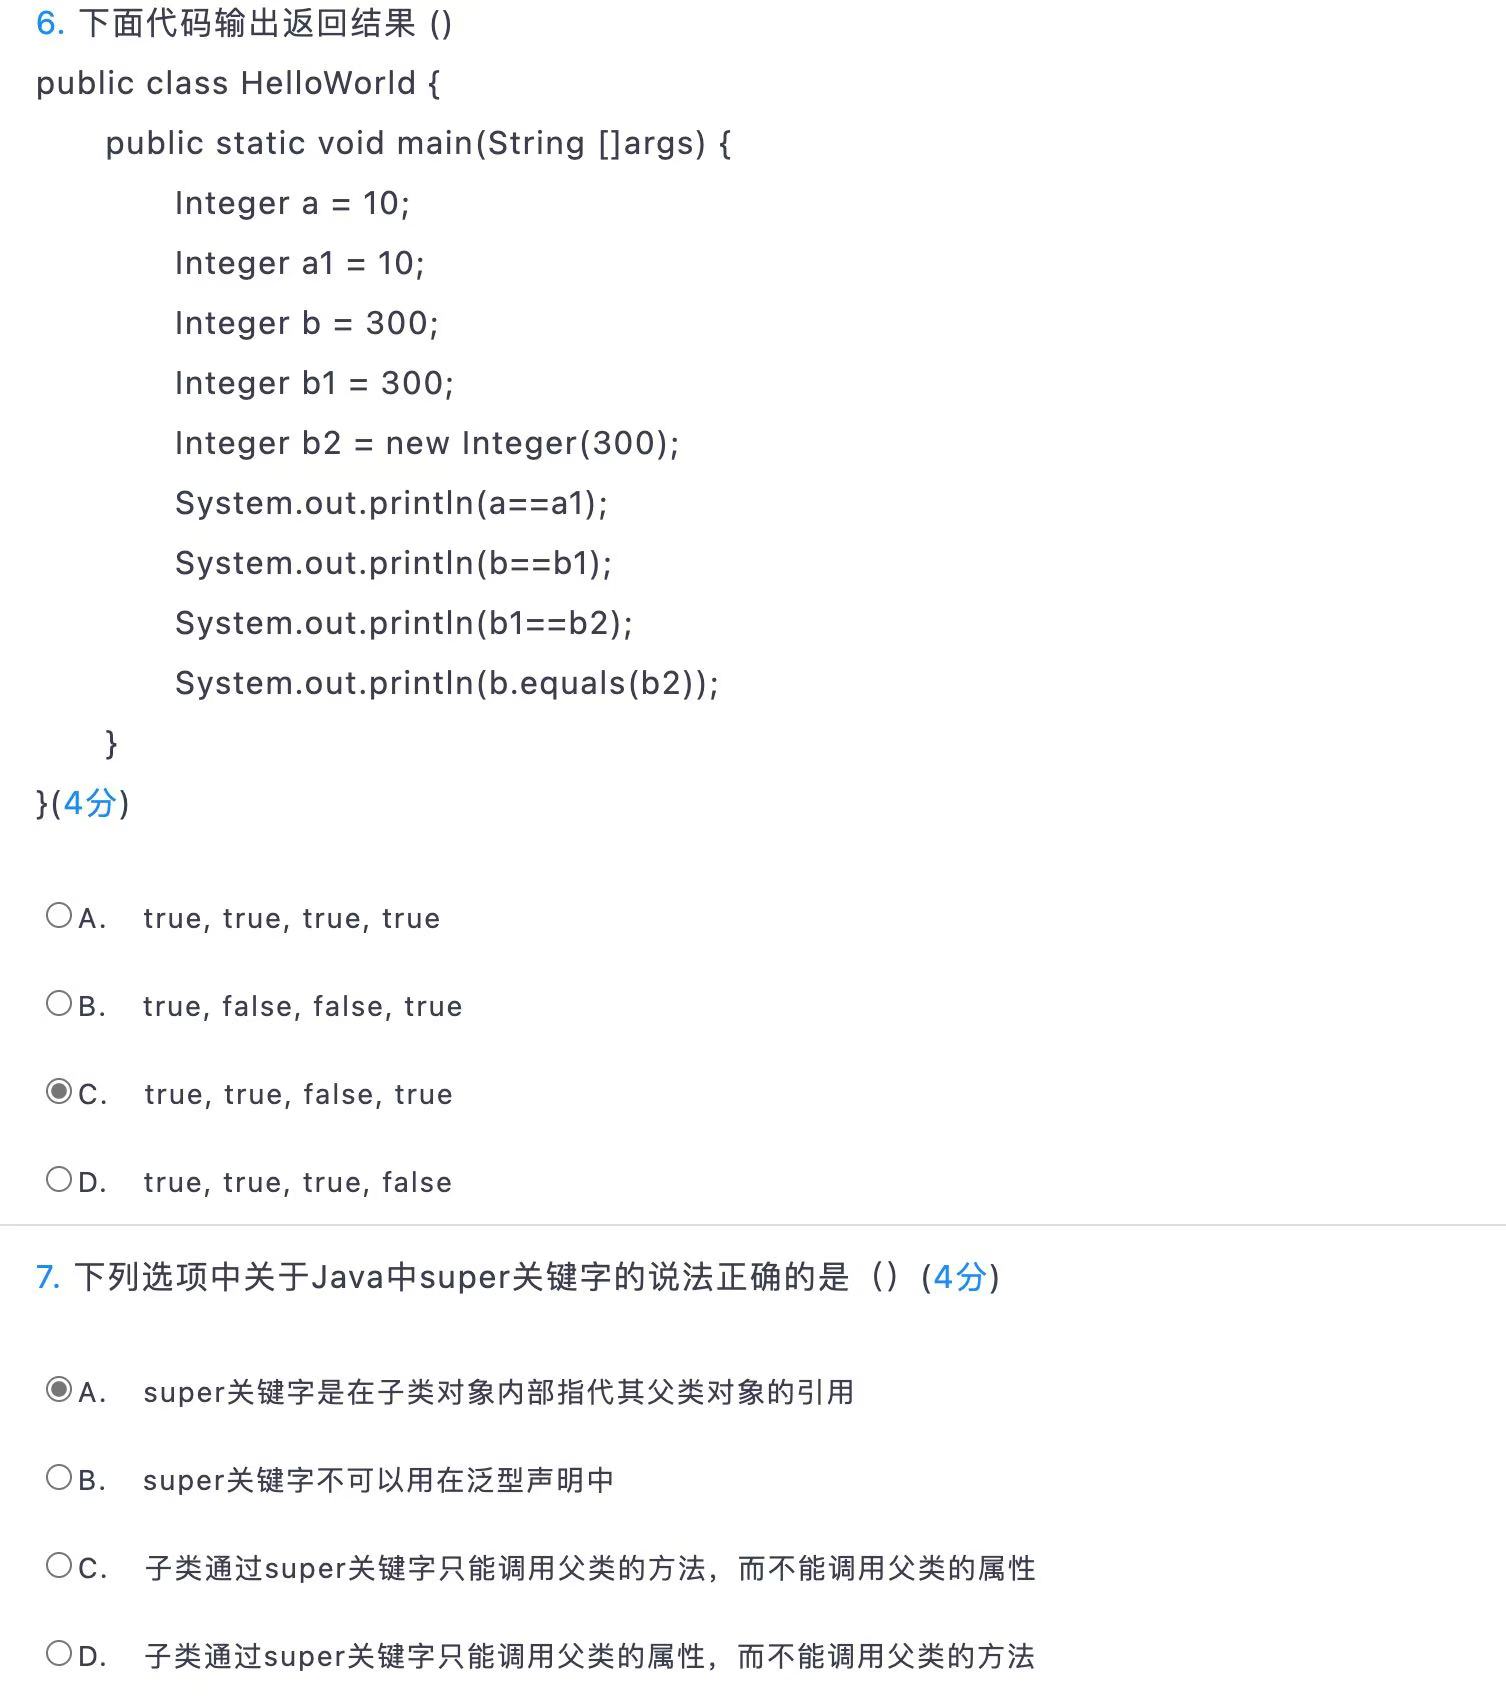 6. 下面代码输出返回结果 ()
public class HelloWorld {
public static void main(String []args) {
Integer a = 10;
Integer a1 = 10;
Integer b = 300;
Integer b1 = 300;
Integer b2 = new Integer(300);
System.out.println(a==a1);
System.out.println(b==b1);
System.out.println(b1==b2);
System.out.println(b.equals(b2));
}
}(4分)
A. true, true, true, true
B. true, false, false, true
C. true, true, false, true
D. true, true, true, false
7. 下列选项中关于Java中super关键字的说法正确的是（）(4分)
A. super关键字是在子类对象内部指代其父类对象的引用
B. super关键字不可以用在泛型声明中
C. 子类通过super关键字只能调用父类的方法，而不能调用父类的属性
D. 子类通过super关键字只能调用父类的属性，而不能调用父类的方法